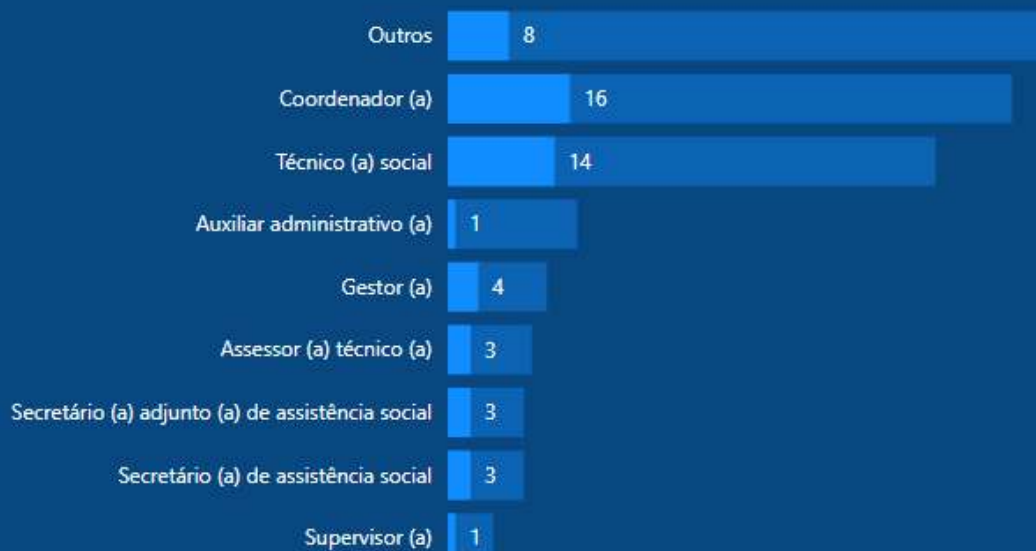 Outros 8
Coordenador (a) 16
Técnico (a) social 14
Auxiliar administrativo (a) 1
Gestor (a) 4
Assessor (a) técnico (a) 3
Secretário (a) adjunto (a) de assistência social 3
Secretário (a) de assistência social 3
Supervisor (a) 1